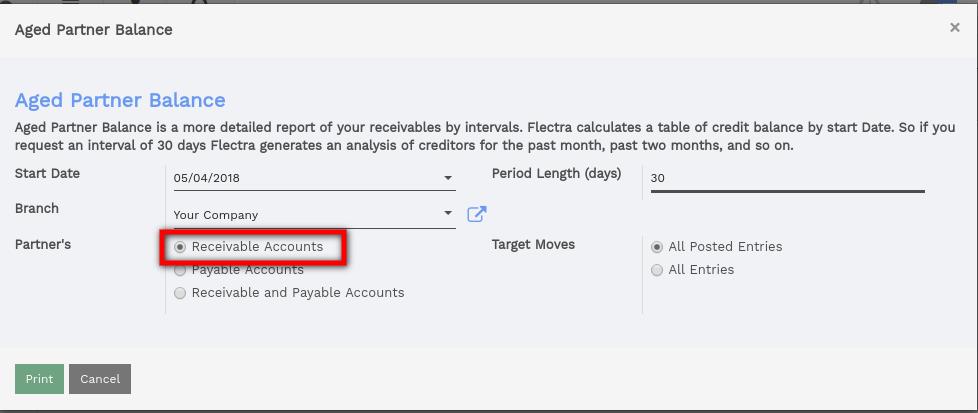 Aged Partner Balance ×
Aged Partner Balance
Aged Partner Balance is a more detailed report of your receivables by intervals. Flectra calculates a table of credit balance by start Date. So if you
request an interval of 30 days Flectra generates an analysis of creditors for the past month, past two months, and so on.
Start Date 05/04/2018 Period Length (days) 30
Branch Your Company
Partner's Receivable Accounts Target Moves All Posted Entries
Payable Accounts All Entries
Receivable and Payable Accounts
Print Cancel